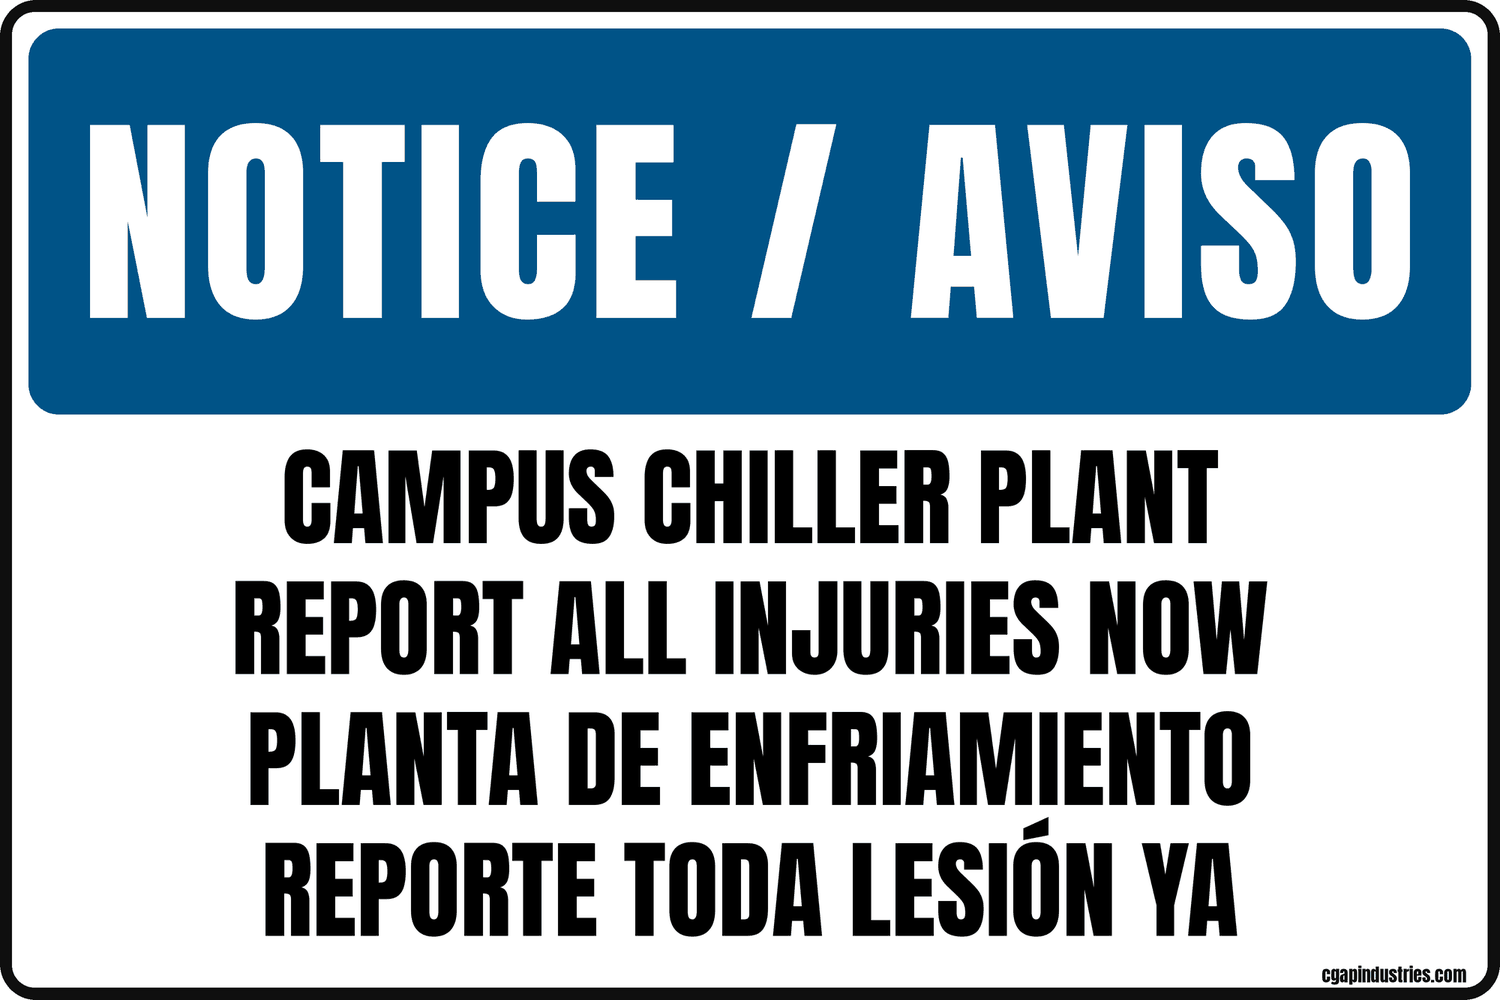 NOTICE / AVISO
CAMPUS CHILLER PLANT
REPORT ALL INJURIES NOW
PLANTA DE ENFRIAMIENTO
REPORTE TODA LESIÓN YA
cgapindustries.com